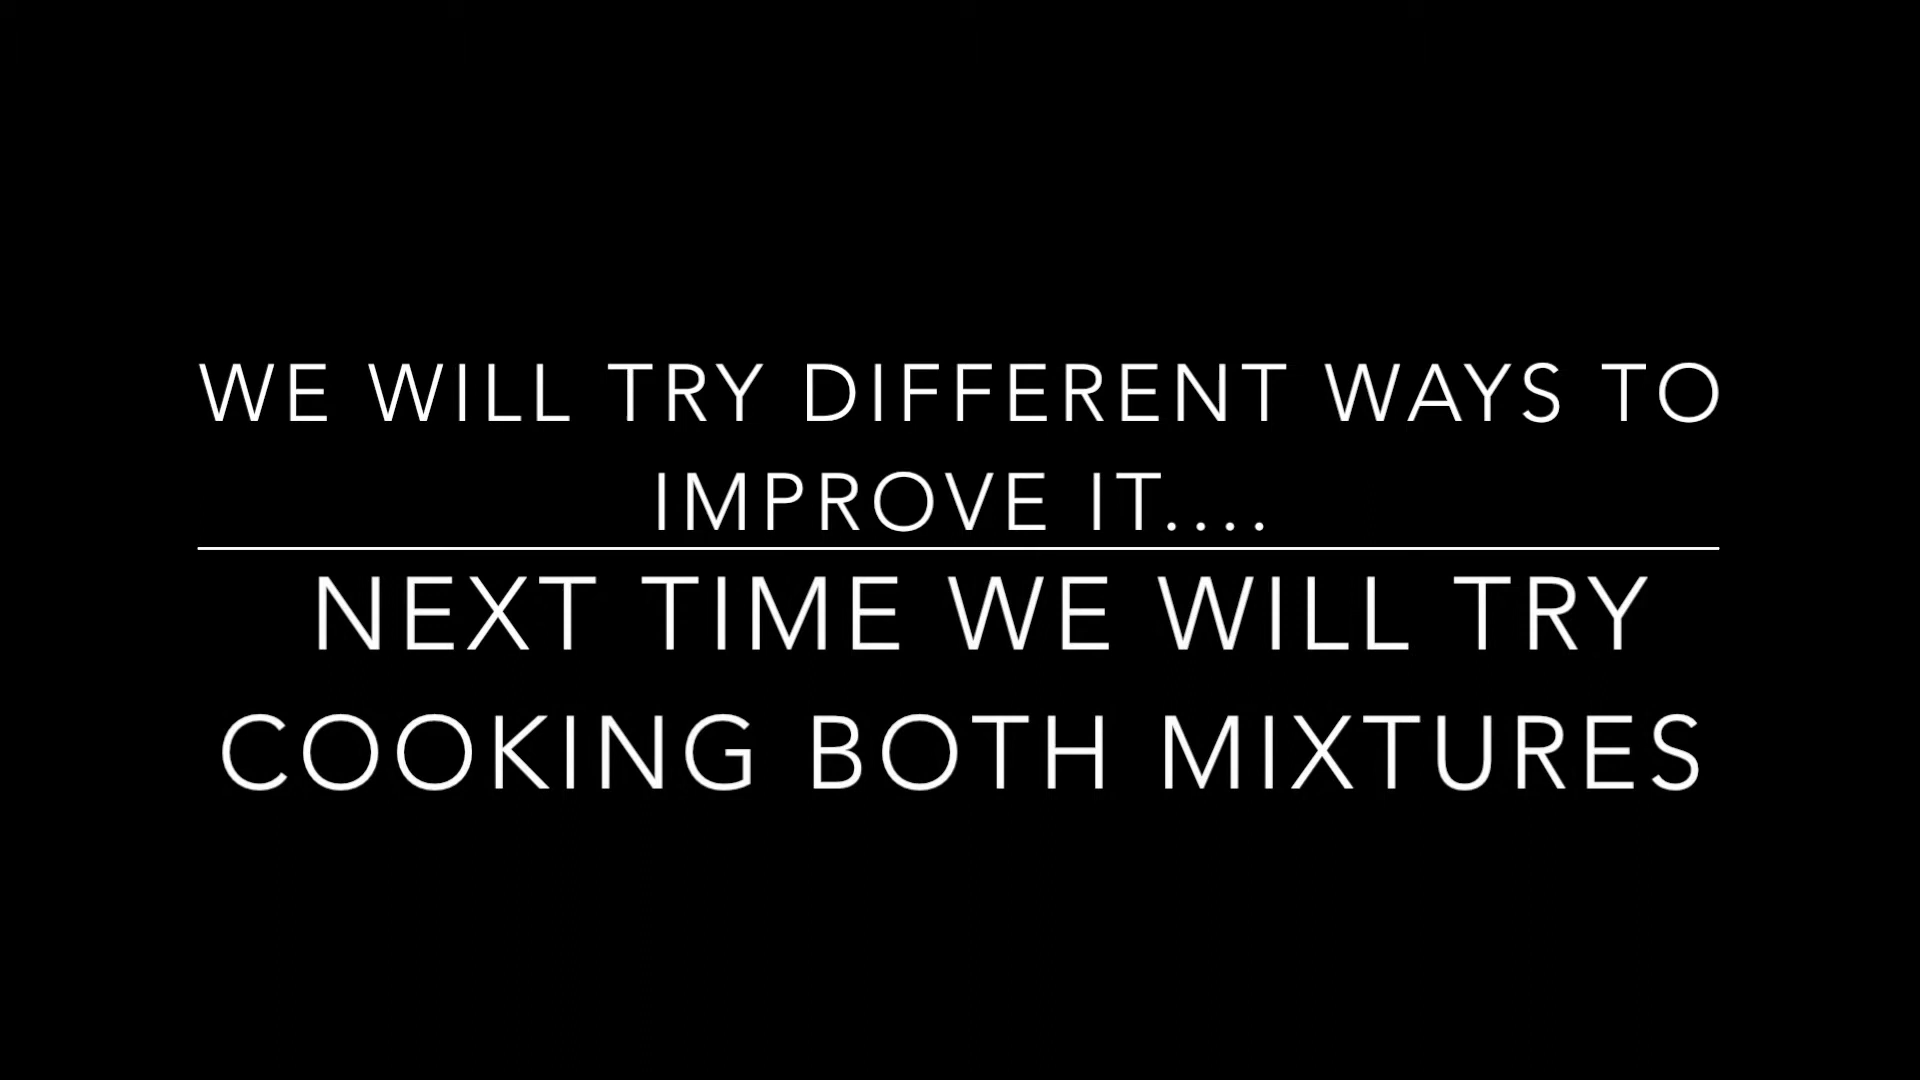 WE WILL TRY DIFFERENT WAYS TO
IMPROVE IT....
NEXT TIME WE WILL TRY
COOKING BOTH MIXTURES